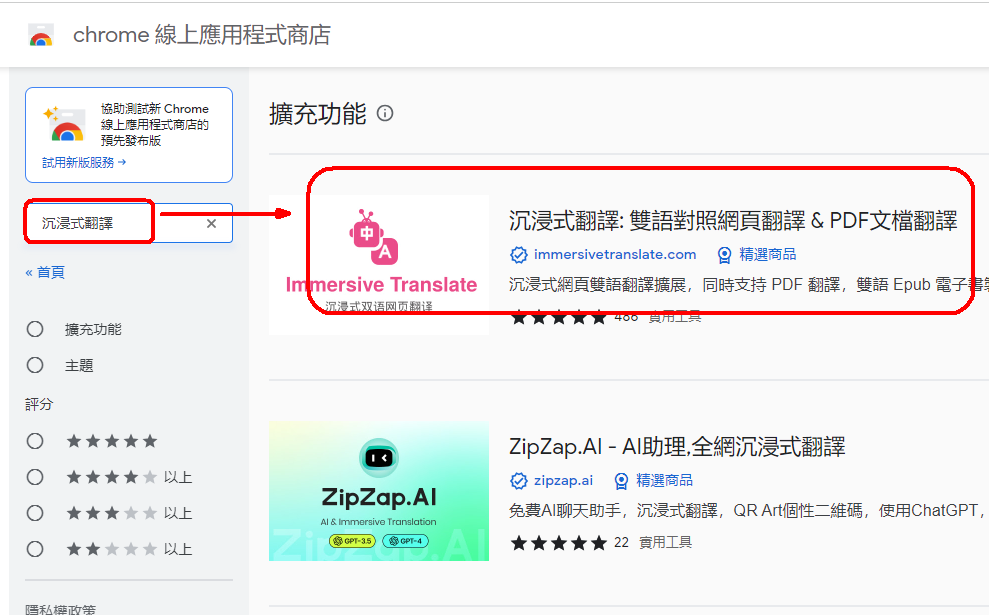 chrome 線上應用程式商店
協助測試新 Chrome
線上應用程式商店的
預先發布版
試用新版服務 →
沉浸式翻譯
« 首頁
擴充功能
主題
評分
以上
以上
以上
隱私權政策
擴充功能
中
A
Immersive Translate
沉浸式双语网页翻译
沉浸式翻譯: 雙語對照網頁翻譯 & PDF文檔翻譯
immersivetranslate.com 精選商品
沉浸式網頁雙語翻譯擴展，同時支持 PDF 翻譯，雙語 Epub 電子書製
488 實用工具
ZipZap.AI
AI & Immersive Translation
GPT-3.5 GPT-4
ZipZap.AI
ZipZap.AI - AI助理,全網沉浸式翻譯
zipzap.ai 精選商品
免費AI聊天助手，沉浸式翻譯，QR Art個性二維碼，使用ChatGPT，
22 實用工具